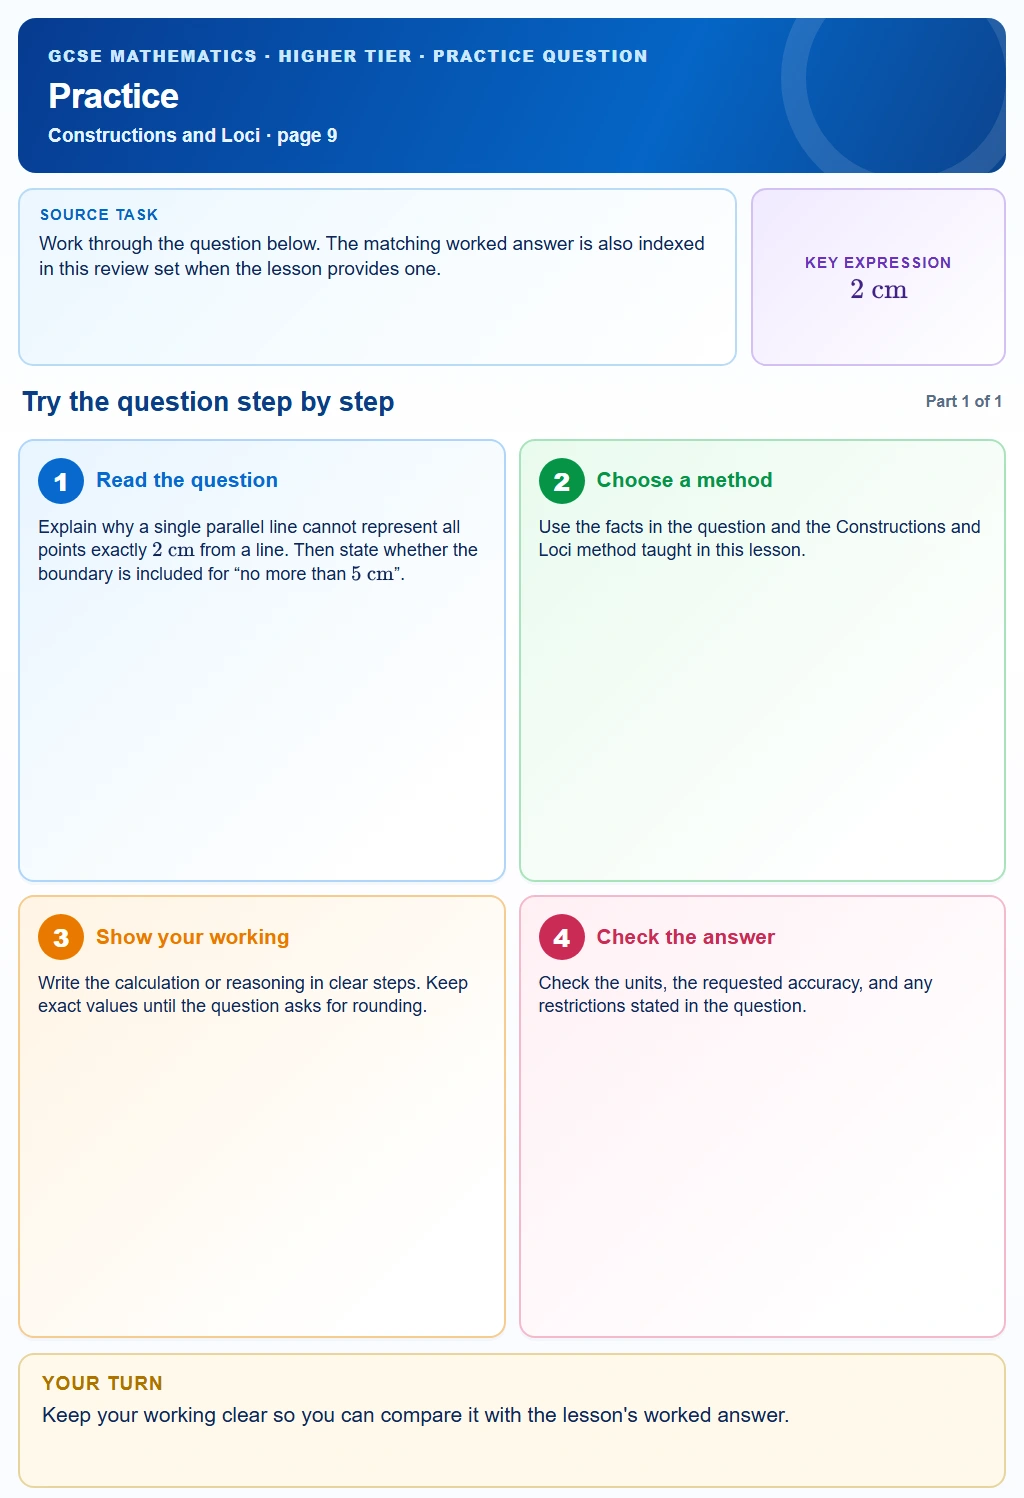 GCSE MATHEMATICS · HIGHER TIER · PRACTICE QUESTION
Practice
Constructions and Loci · page 9
SOURCE TASK
Work through the question below. The matching worked answer is also indexed
in this review set when the lesson provides one.
KEY EXPRESSION
2 cm
Try the question step by step
Part 1 of 1
1 Read the question
Explain why a single parallel line cannot represent all
points exactly 2 cm from a line. Then state whether the
boundary is included for “no more than 5 cm”.
2 Choose a method
Use the facts in the question and the Constructions and
Loci method taught in this lesson.
3 Show your working
Write the calculation or reasoning in clear steps. Keep
exact values until the question asks for rounding.
4 Check the answer
Check the units, the requested accuracy, and any
restrictions stated in the question.
YOUR TURN
Keep your working clear so you can compare it with the lesson's worked answer.